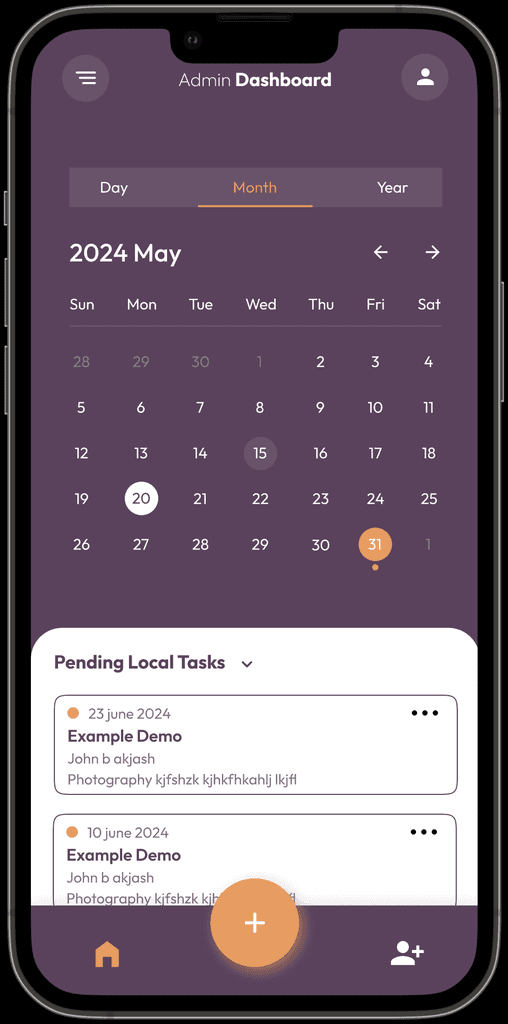 Admin Dashboard
Day Month Year
2024 May
Sun Mon Tue Wed Thu Fri Sat
28 29 30 1 2 3 4
5 6 7 8 9 10 11
12 13 14 15 16 17 18
19 20 21 22 23 24 25
26 27 28 29 30 31 1
Pending Local Tasks
23 june 2024
Example Demo
John b akjash
Photography kjfshzk kjhkfhkahlj lkjfl
10 june 2024
Example Demo
John b akjash
Photography kjfshzk